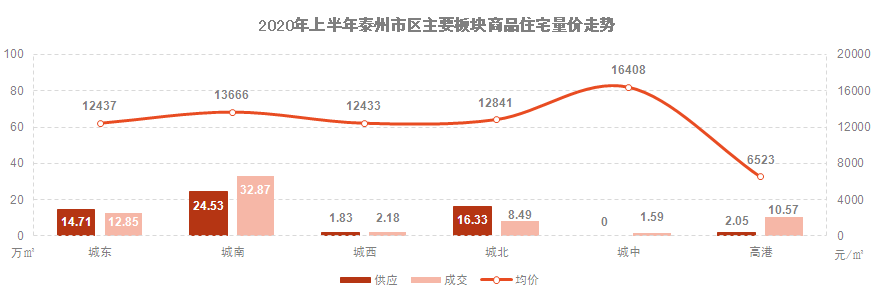 2020年上半年泰州市区主要板块商品住宅量价走势
100 20000
80 16000
60 12000
40 8000
20 4000
0 0
万㎡ 元/㎡
12437 13666 12433 12841 16408 6523
14.71 12.85 24.53 32.87 1.83 2.18 16.33 8.49 0 1.59 2.05 10.57
城东 城南 城西 城北 城中 高港
供应 成交 均价